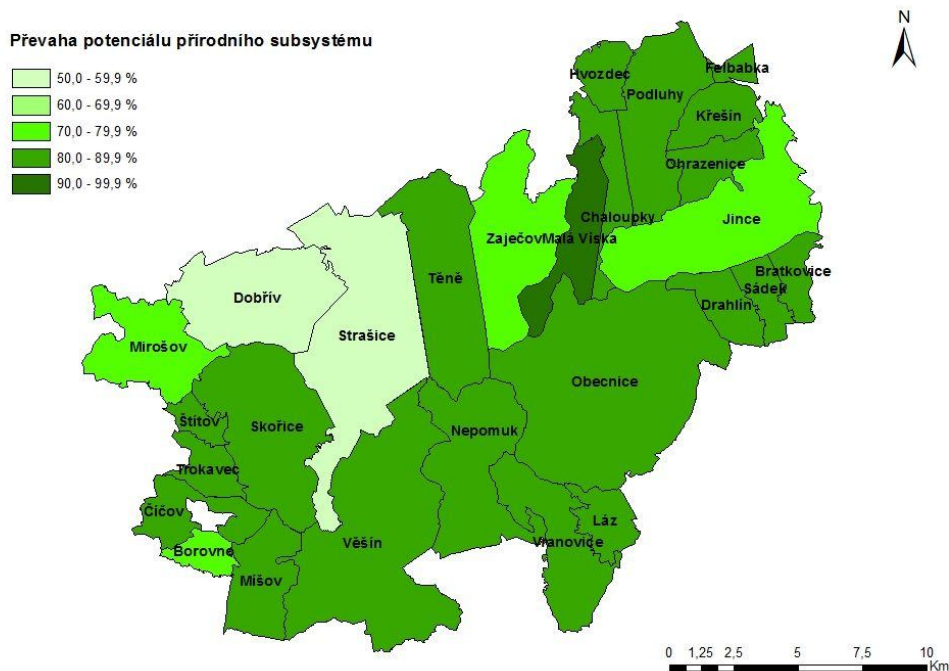 Převaha potenciálu přírodního subsystému
50,0 - 59,9 %
60,0 - 69,9 %
70,0 - 79,9 %
80,0 - 89,9 %
90,0 - 99,9 %
N
Hvozdec
Felbabka
Podluhy
Křešín
Ohrazenice
Chaloupky
Jince
Zaječov
Malá Víska
Bratkovice
Sádek
Drahlín
Těně
Dobřív
Strašice
Mirošov
Obecnice
Štítov
Skořice
Nepomuk
Trokavec
Číčov
Láz
Vranovice
Borovno
Věšín
Míšov
0 1,25 2,5 5 7,5 10
Km